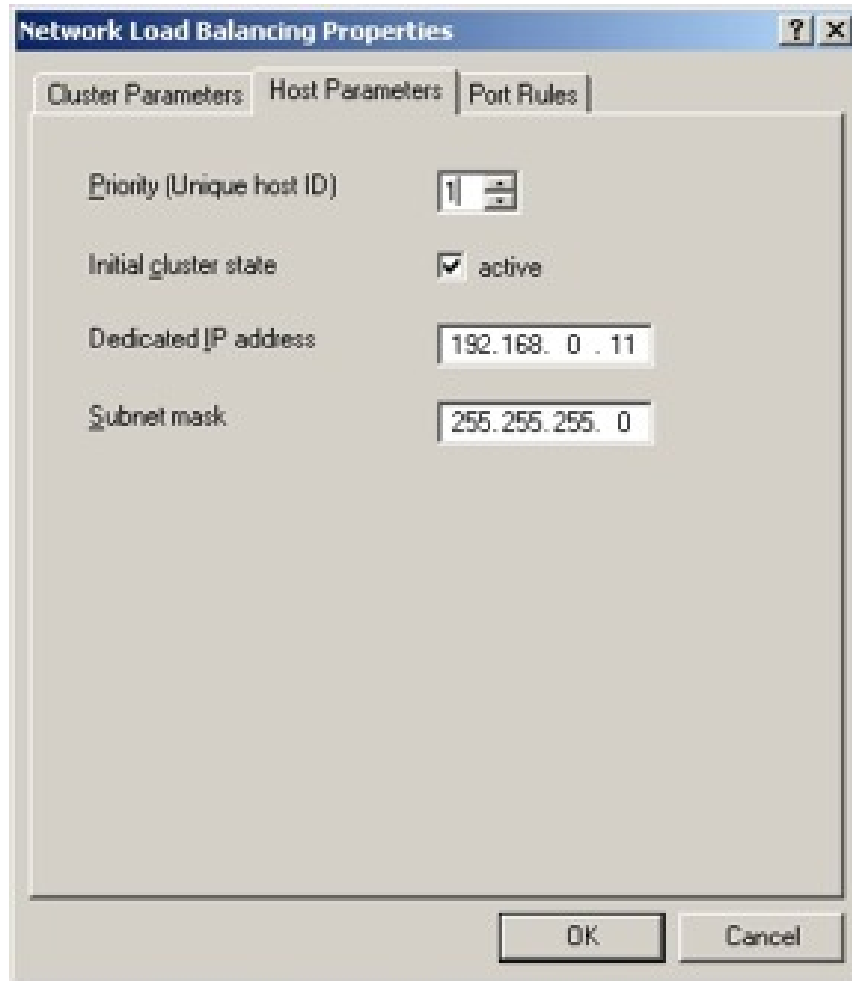 Network Load Balancing Properties
Cluster Parameters Host Parameters Port Rules
Priority (Unique host ID) 1
Initial cluster state active
Dedicated IP address 192.168. 0 . 11
Subnet mask 255.255.255. 0
OK Cancel